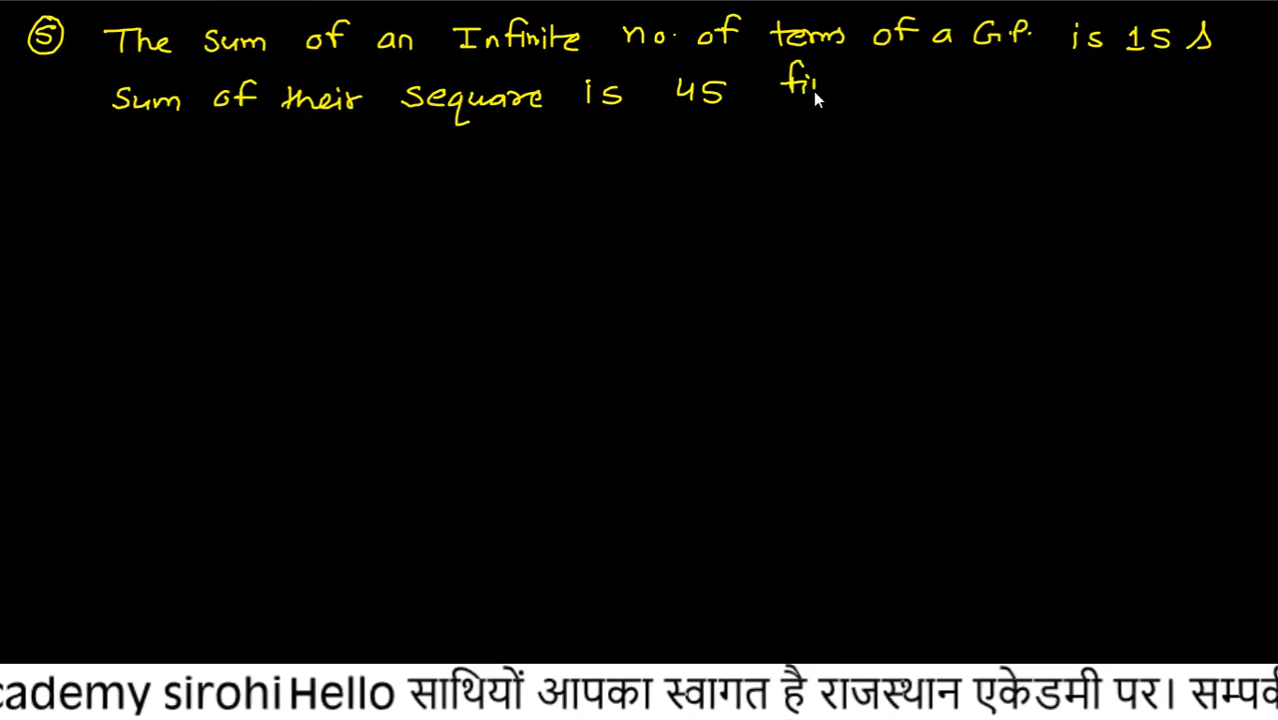 5 The sum of an Infinite no. of terms of a G.P. is 15 &
sum of their sequare is 45 fi
cademy sirohi Hello साथियों आपका स्वागत है राजस्थान एकेडमी पर। सम्पर्क